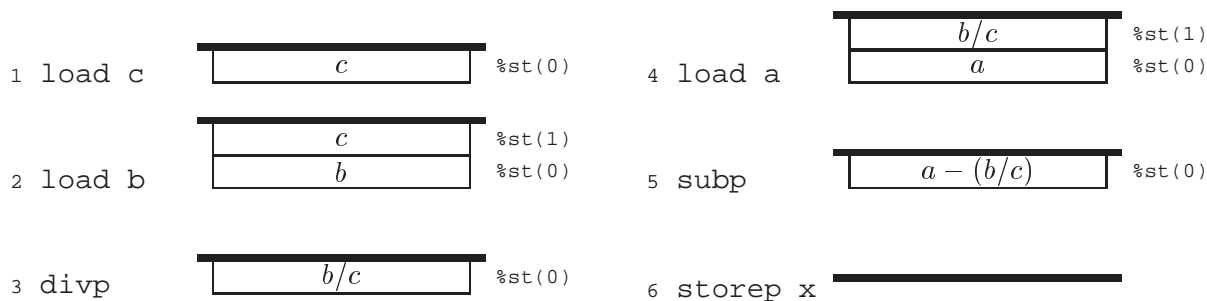 1 load c
c %st(0)
2 load b
c %st(1)
b %st(0)
3 divp
b/c %st(0)
4 load a
b/c %st(1)
a %st(0)
5 subp
a − (b/c) %st(0)
6 storep x